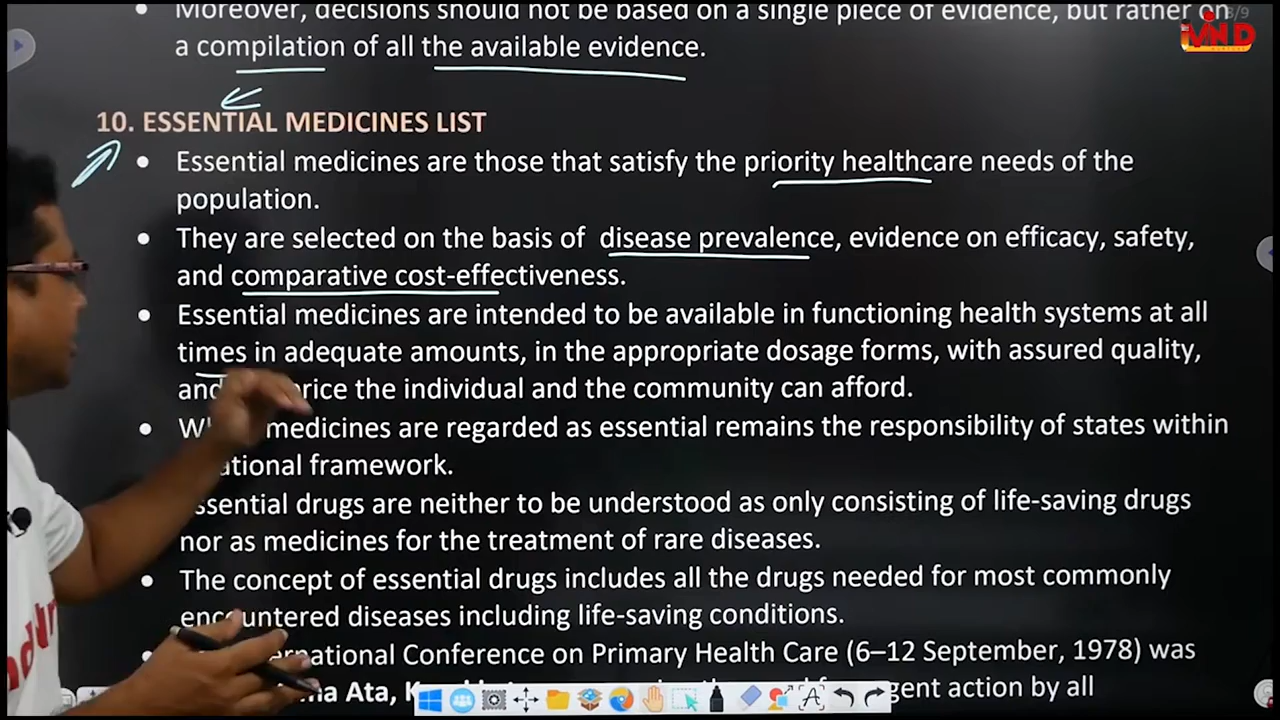 Moreover, decisions should not be based on a single piece of evidence, but rather on
a compilation of all the available evidence.
10. ESSENTIAL MEDICINES LIST
• Essential medicines are those that satisfy the priority healthcare needs of the
population.
• They are selected on the basis of disease prevalence, evidence on efficacy, safety,
and comparative cost-effectiveness.
• Essential medicines are intended to be available in functioning health systems at all
times in adequate amounts, in the appropriate dosage forms, with assured quality,
and the individual and the community can afford.
• medicines are regarded as essential remains the responsibility of states within
framework.
drugs are neither to be understood as only consisting of life-saving drugs
nor as medicines for the treatment of rare diseases.
• The concept of essential drugs includes all the drugs needed for most commonly
encountered diseases including life-saving conditions.
Conference on Primary Health Care (6–12 September, 1978) was
Ata, action by all